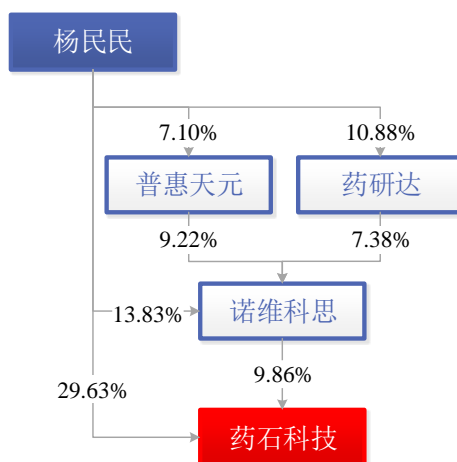 杨民民
7.10%
10.88%
普惠天元
药研达
9.22%
7.38%
诺维科思
13.83%
9.86%
29.63%
药石科技